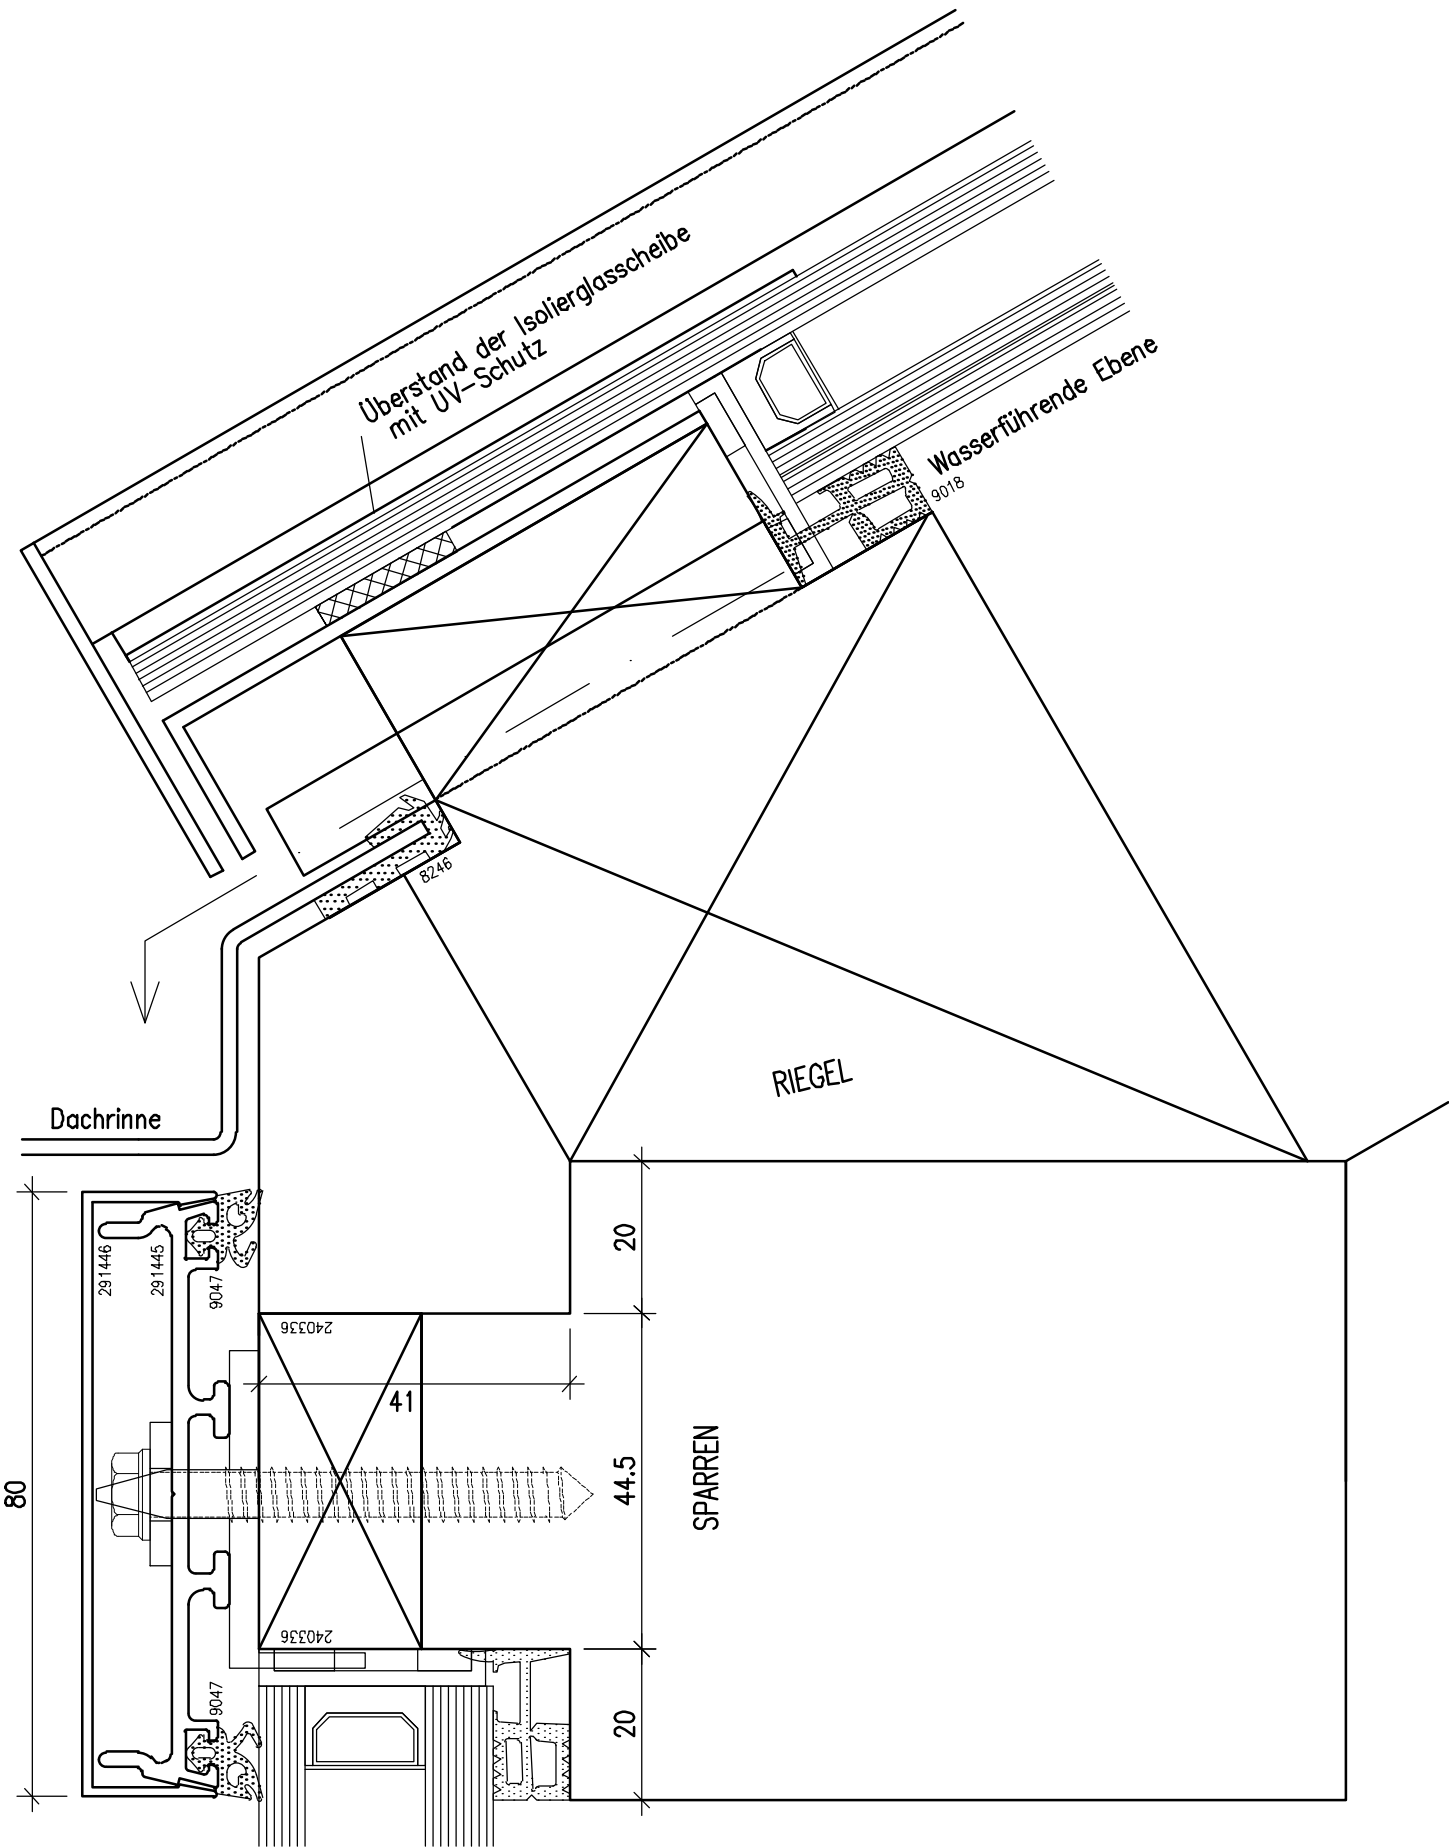 Überstand der Isolierglasscheibe
mit UV-Schutz
Wasserführende Ebene
9018
8246
RIEGEL
Dachrinne
20
291446
291445
9047
240336
41
80
44.5
SPARREN
240336
9047
20